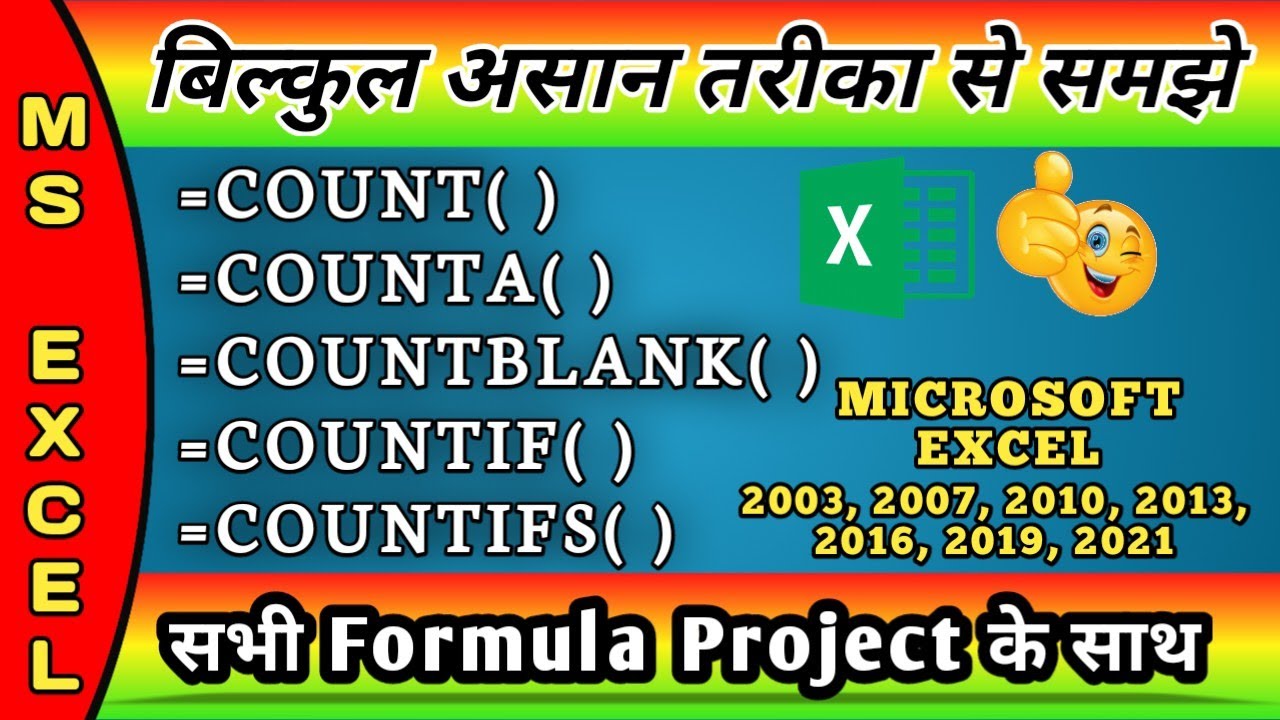 बिल्कुल असान तरीका से समझे
MS EXCEL
=COUNT( )
=COUNTA( )
=COUNTBLANK( )
=COUNTIF( )
=COUNTIFS( )
X
MICROSOFT
EXCEL
2003, 2007, 2010, 2013,
2016, 2019, 2021
सभी Formula Project के साथ